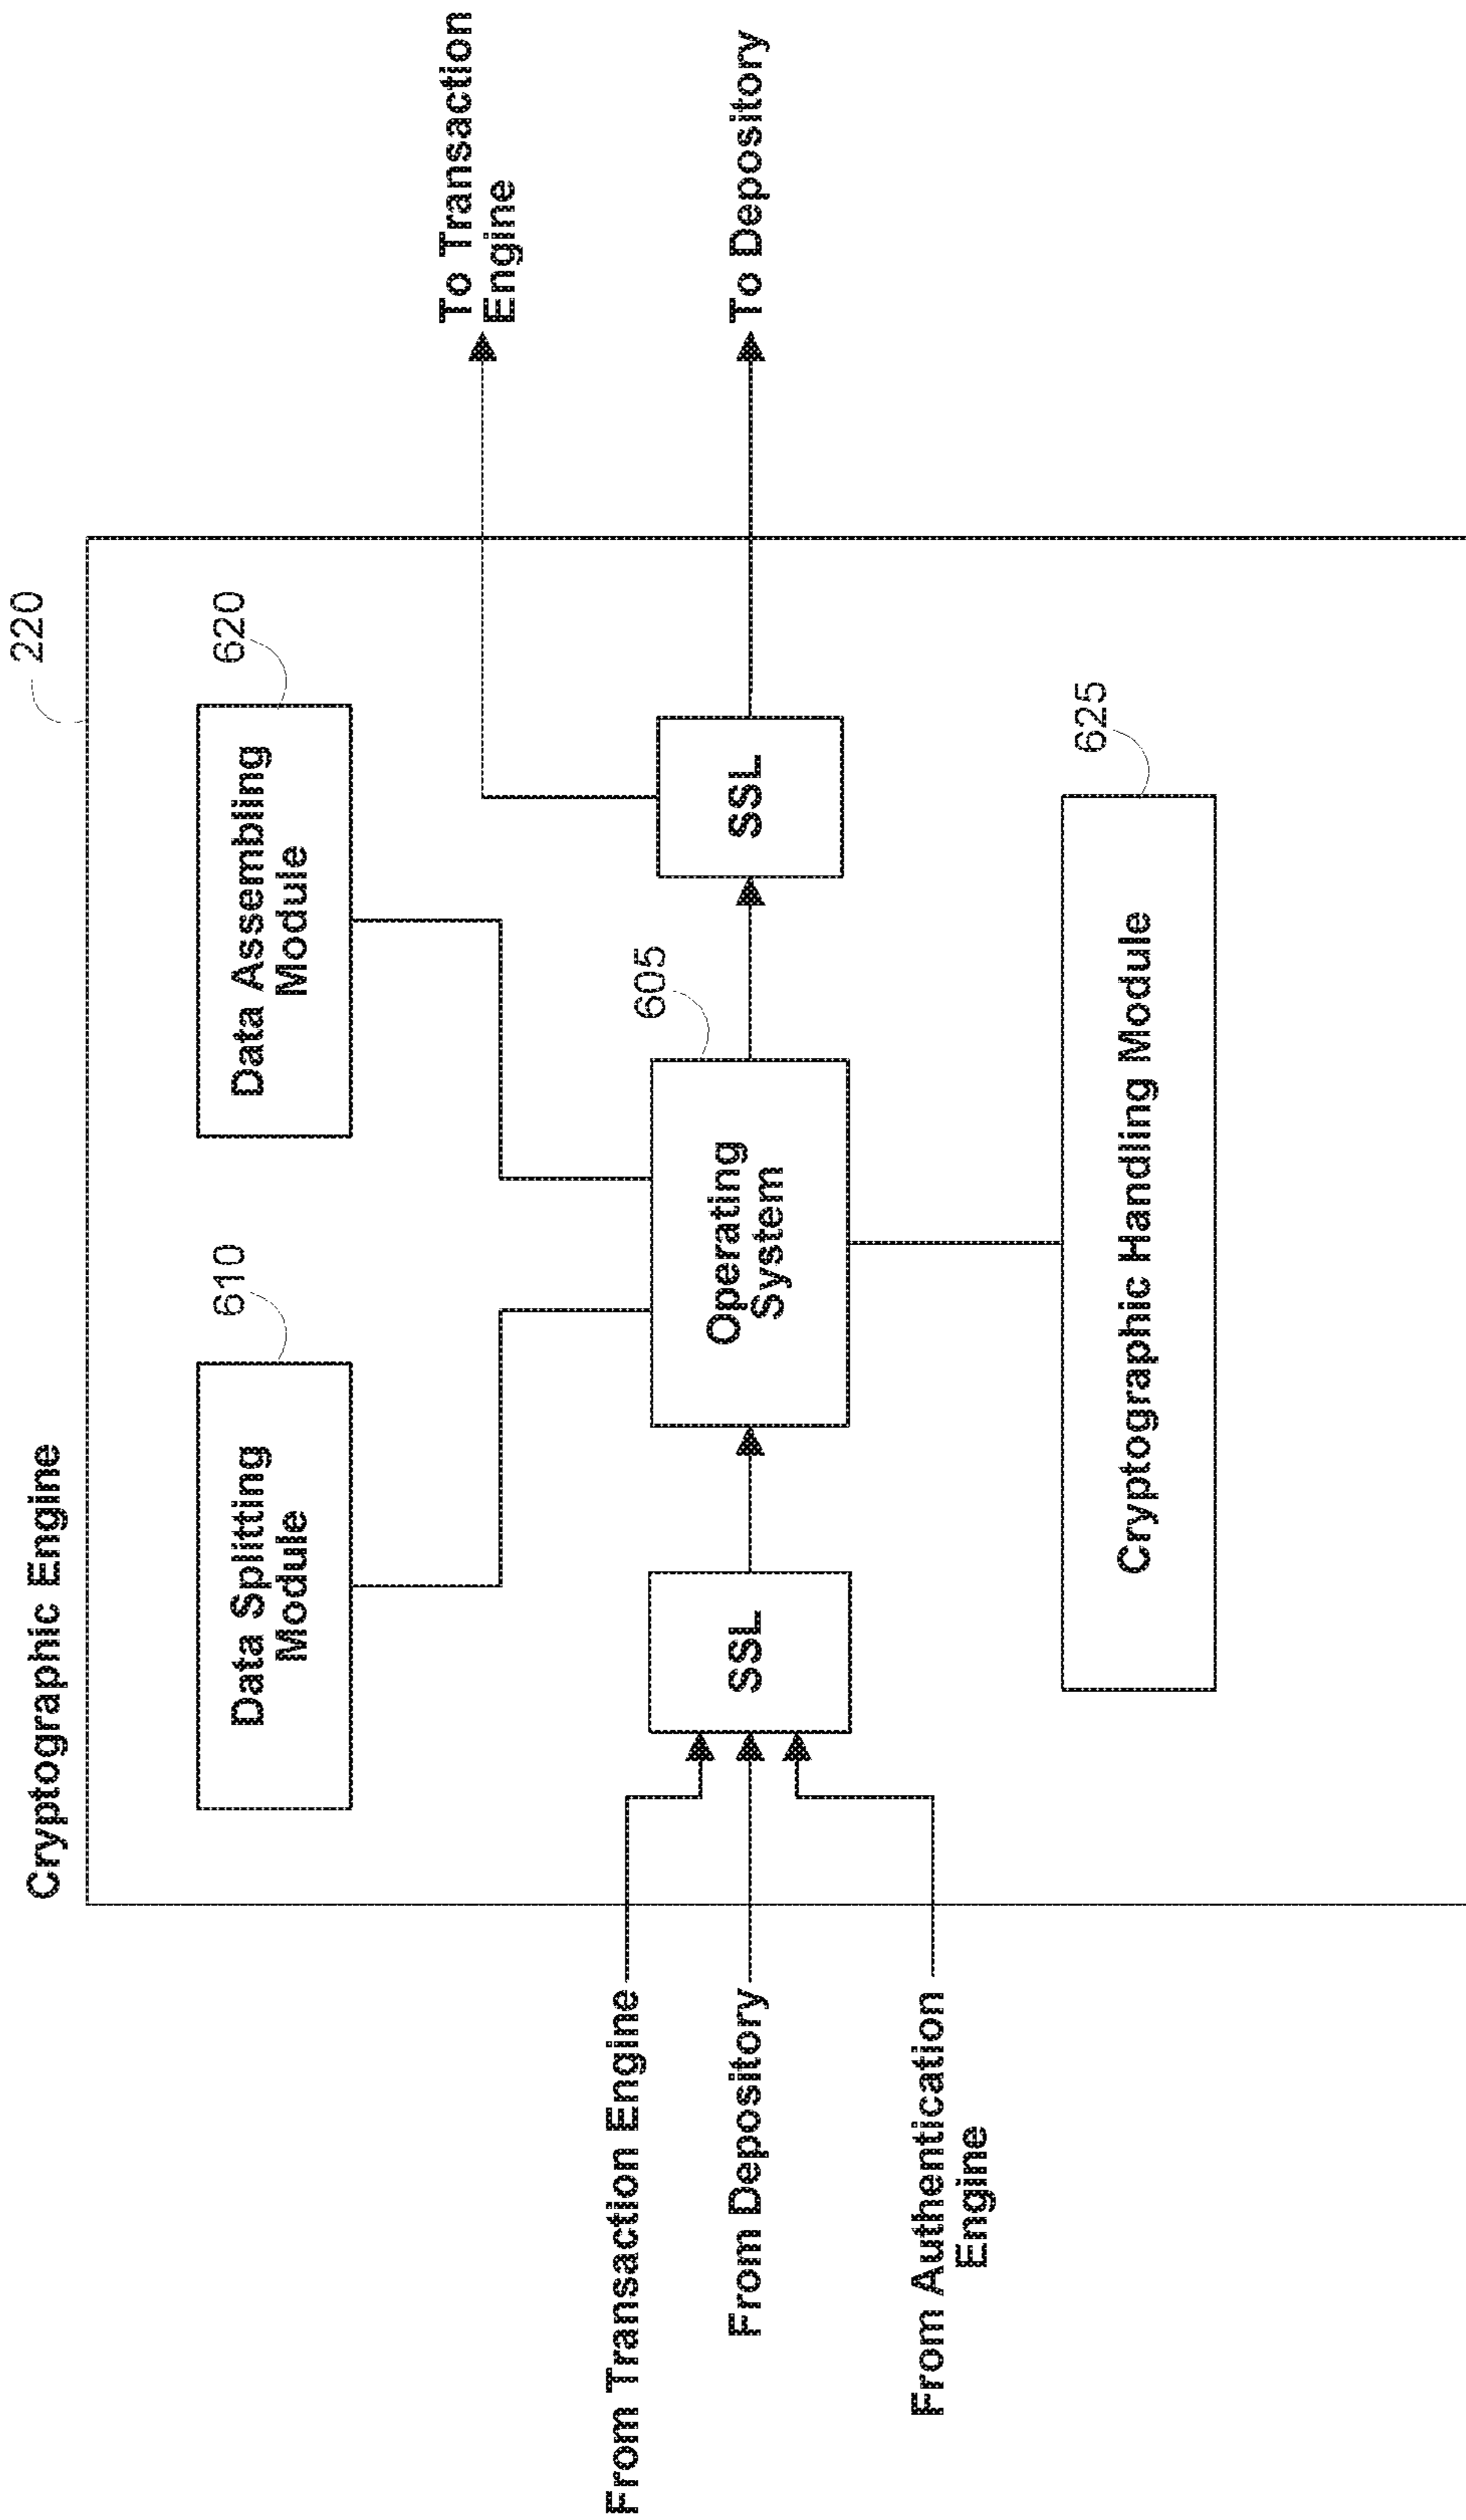 Cryptographic Engine
220
Data Splitting
Module
610
Data Assembling
Module
620
From Transaction Engine
From Depository
From Authentication
Engine
SSL
Operating
System
605
SSL
To Transaction
Engine
To Depository
Cryptographic Handling Module
625